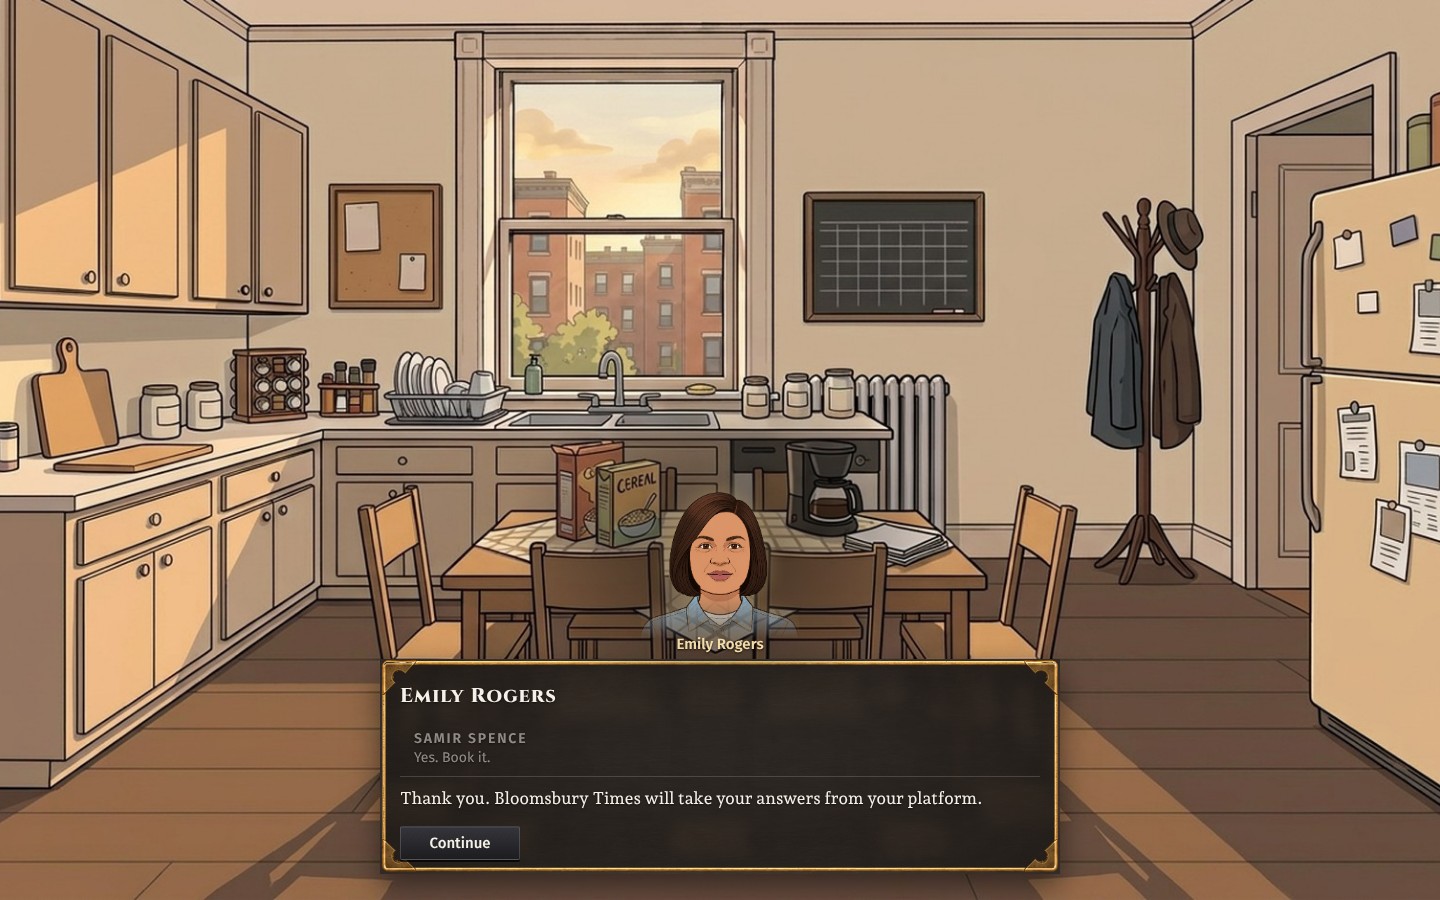 CEREAL
Emily Rogers
EMILY ROGERS
SAMIR SPENCE
Yes. Book it.
Thank you. Bloomsbury Times will take your answers from your platform.
Continue